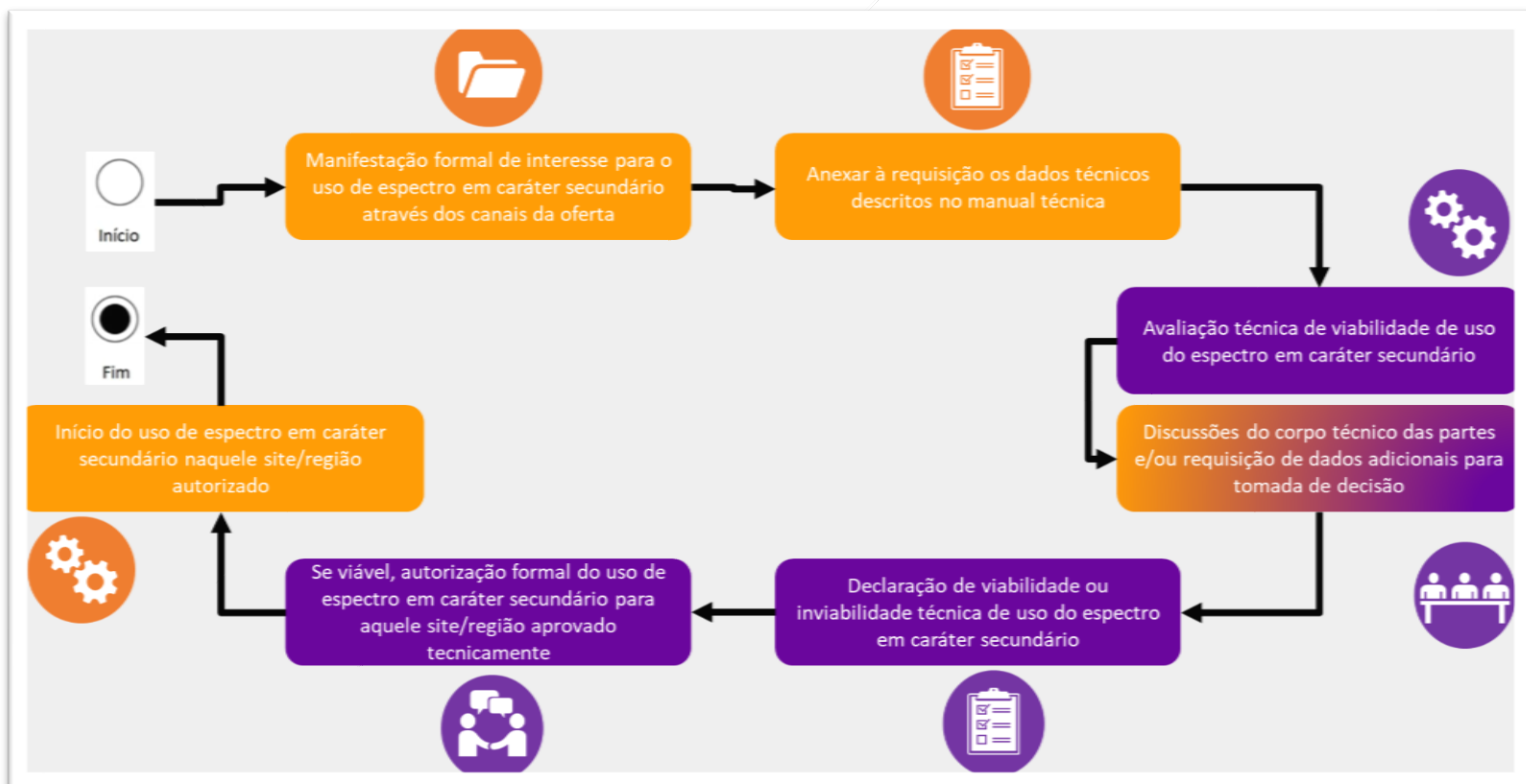 Início
Manifestação formal de interesse para o
uso de espectro em caráter secundário
através dos canais da oferta
Anexar à requisição os dados técnicos
descritos no manual técnica
Avaliação técnica de viabilidade de uso
do espectro em caráter secundário
Discussões do corpo técnico das partes
e/ou requisição de dados adicionais para
tomada de decisão
Declaração de viabilidade ou
inviabilidade técnica de uso do espectro
em caráter secundário
Se viável, autorização formal do uso de
espectro em caráter secundário para
aquele site/região aprovado
tecnicamente
Início do uso de espectro em caráter
secundário naquele site/região
autorizado
Fim